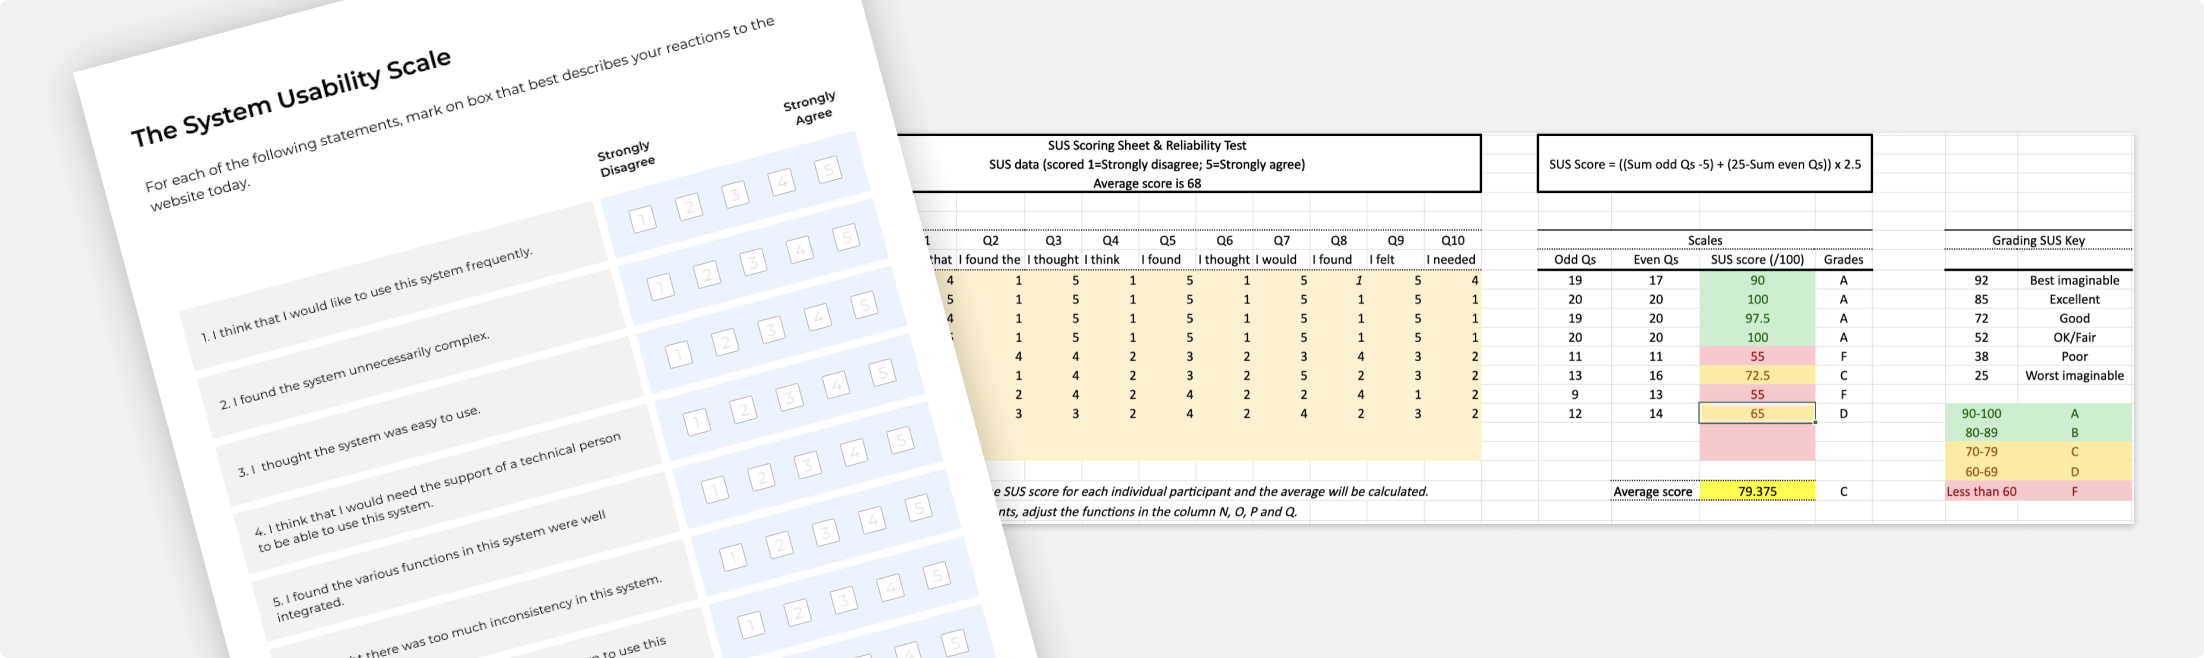 The System Usability Scale
For each of the following statements, mark on box that best describes your reactions to the
website today.
Strongly
Disagree
Strongly
Agree
1. I think that I would like to use this system frequently.
1 2 3 4 5
2. I found the system unnecessarily complex.
1 2 3 4 5
3. I thought the system was easy to use.
1 2 3 4 5
4. I think that I would need the support of a technical person
to be able to use this system.
1 2 3 4 5
5. I found the various functions in this system were well
integrated.
1 2 3 4 5
there was too much inconsistency in this system.
1 2 3 4 5
to use this
1 2 3 4 5
4 5
SUS Scoring Sheet & Reliability Test
SUS data (scored 1=Strongly disagree; 5=Strongly agree)
Average score is 68
SUS Score = ((Sum odd Qs -5) + (25-Sum even Qs)) x 2.5
1 Q2 Q3 Q4 Q5 Q6 Q7 Q8 Q9 Q10
that I found the I thought I think I found I thought I would I found I felt I needed
4 1 5 1 5 1 5 1 5 4
5 1 5 1 5 1 5 1 5 1
4 1 5 1 5 1 5 1 5 1
1 5 1 5 1 5 1 5 1
4 4 2 3 2 3 4 3 2
1 4 2 3 2 5 2 3 2
2 4 2 4 2 2 4 1 2
3 3 2 4 2 4 2 3 2
e SUS score for each individual participant and the average will be calculated.
nts, adjust the functions in the column N, O, P and Q.
Scales
Odd Qs Even Qs SUS score (/100) Grades
19 17 90 A
20 20 100 A
19 20 97.5 A
20 20 100 A
11 11 55 F
13 16 72.5 C
9 13 55 F
12 14 65 D
Average score 79.375 C
Grading SUS Key
92 Best imaginable
85 Excellent
72 Good
52 OK/Fair
38 Poor
25 Worst imaginable
90-100 A
80-89 B
70-79 C
60-69 D
Less than 60 F